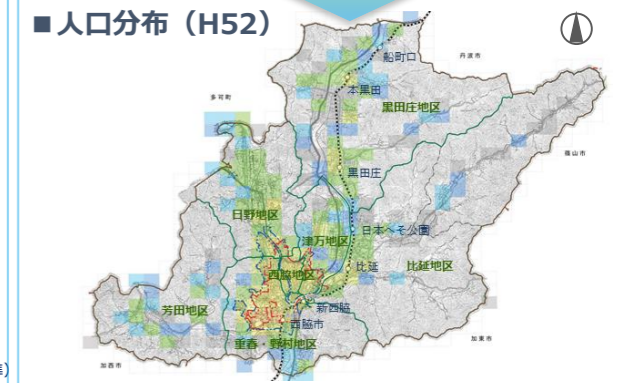 ■人口分布（H52）
船町口
丹波市
本黒田
多可町
黒田庄地区
篠山市
黒田庄
日野地区
日本へそ公園
津万地区
西脇地区
比延
比延地区
新西脇
芳田地区
西脇市
重春・野村地区
加東市
加西市